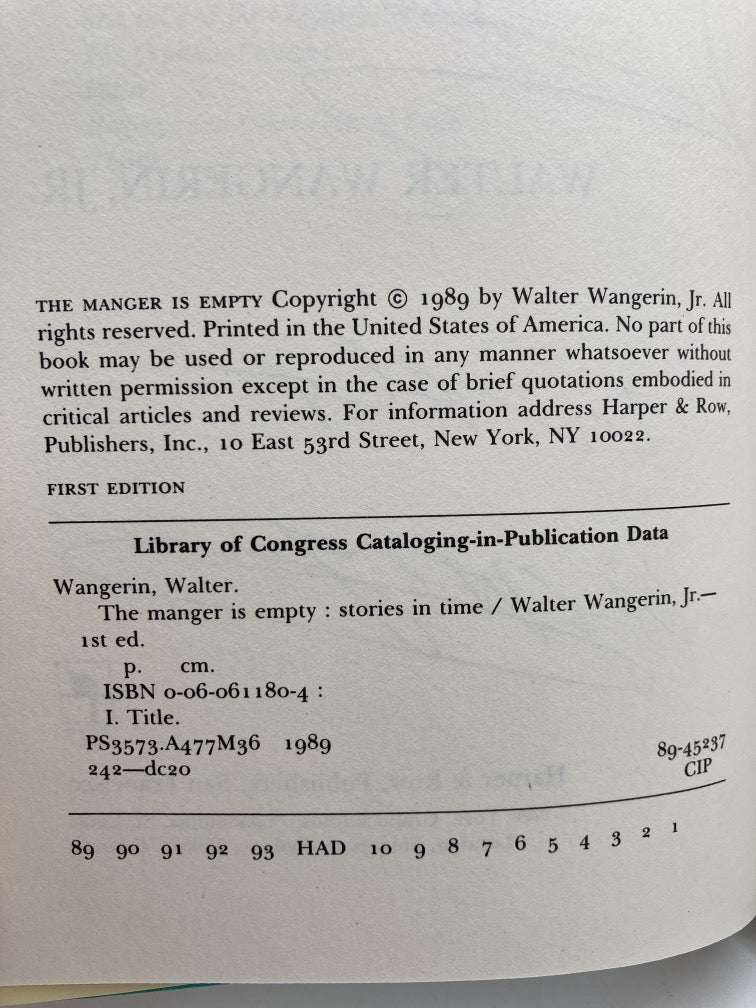 WALTER WANGERIN, JR.
THE MANGER IS EMPTY Copyright © 1989 by Walter Wangerin, Jr. All
rights reserved. Printed in the United States of America. No part of this
book may be used or reproduced in any manner whatsoever without
written permission except in the case of brief quotations embodied in
critical articles and reviews. For information address Harper & Row,
Publishers, Inc., 10 East 53rd Street, New York, NY 10022.
FIRST EDITION
Library of Congress Cataloging-in-Publication Data
Wangerin, Walter.
The manger is empty : stories in time / Walter Wangerin, Jr.—
1st ed.
p. cm.
ISBN 0-06-061180-4 :
I. Title.
PS3573.A477M36 1989
242—dc20
89-45237
CIP
89 90 91 92 93 HAD 10 9 8 7 6 5 4 3 2 1